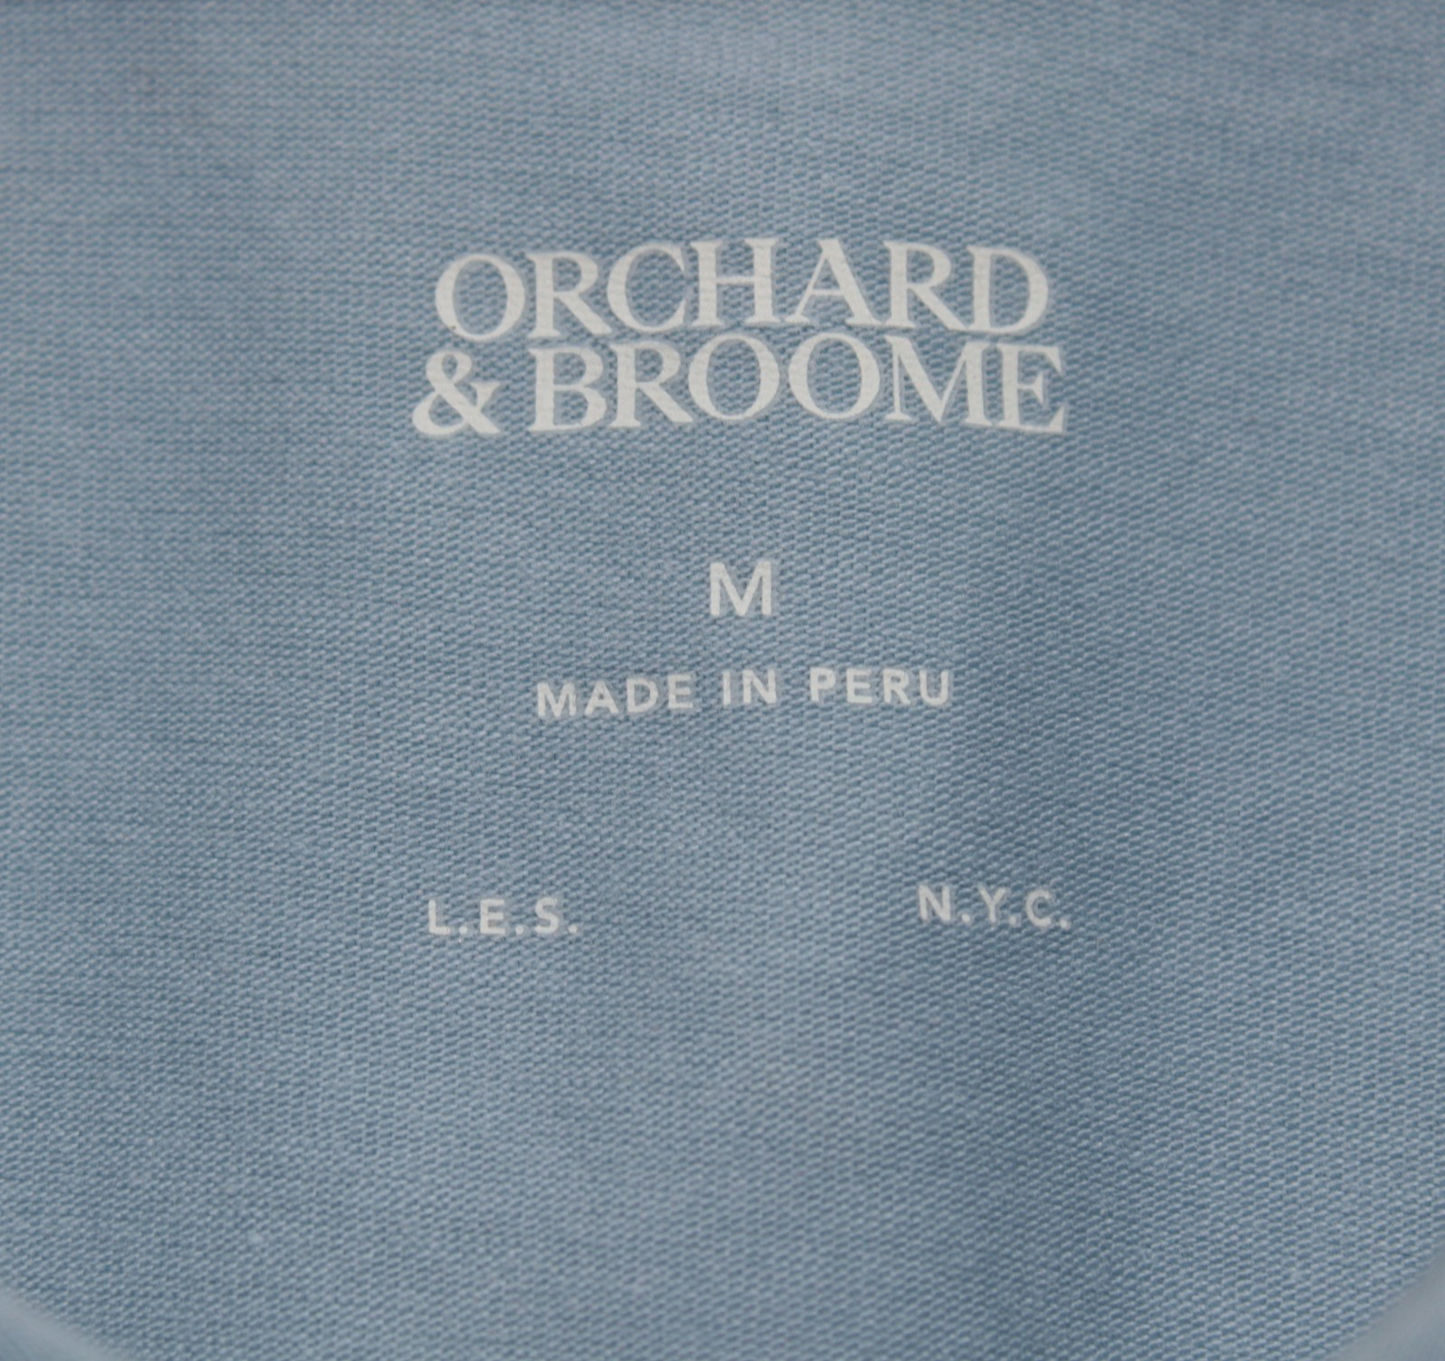 ORCHARD
& BROOME
M
MADE IN PERU
L.E.S. N.Y.C.